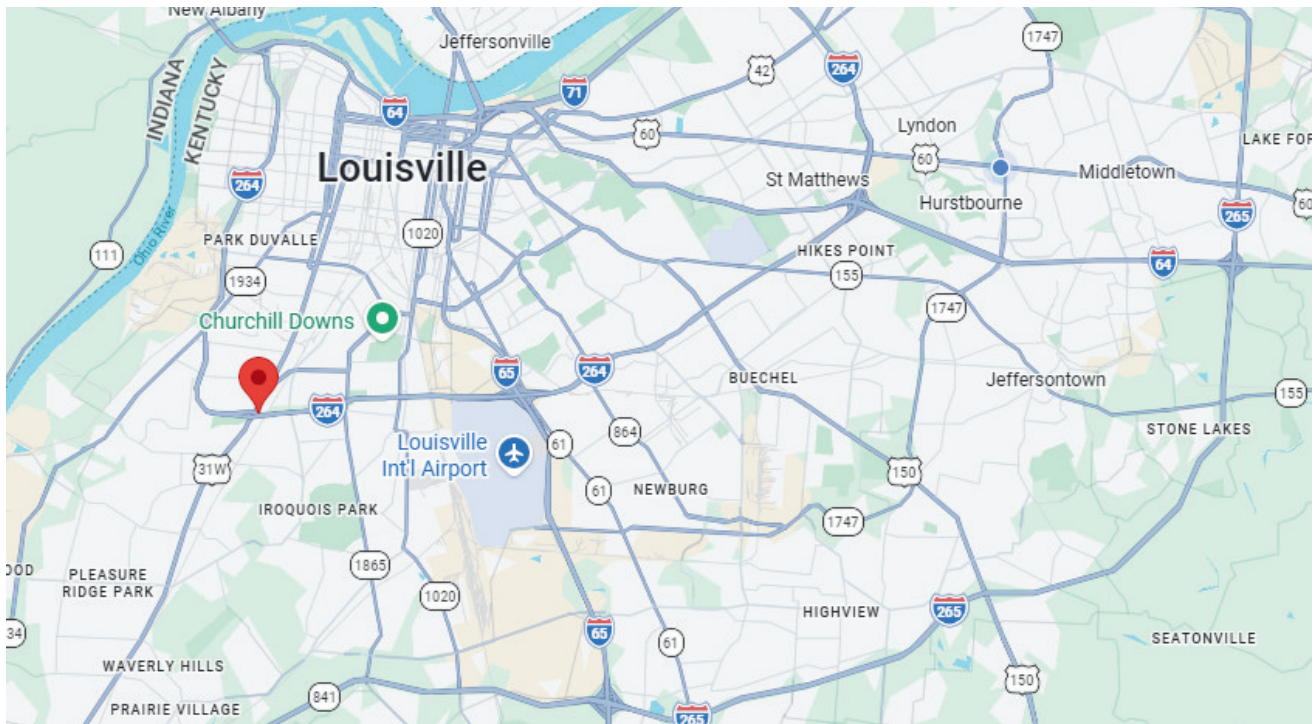 New Albany
Jeffersonville
1747
42
264
71
INDIANA
KENTUCKY
64
60
Lyndon
60
LAKE FOR
Louisville
264
St Matthews
Middletown
Hurstbourne
265
60
Ohio River
111
PARK DUVALLE
1020
HIKES POINT
155
64
1934
1747
Churchill Downs
65
264
BUECHEL
Jeffersontown
155
264
STONE LAKES
31W
Louisville
Int'l Airport
61
864
150
IROQUOIS PARK
61
NEWBURG
1747
OOD
PLEASURE
RIDGE PARK
1865
1020
HIGHVIEW
265
34
65
61
SEATONVILLE
WAVERLY HILLS
841
150
PRAIRIE VILLAGE
265